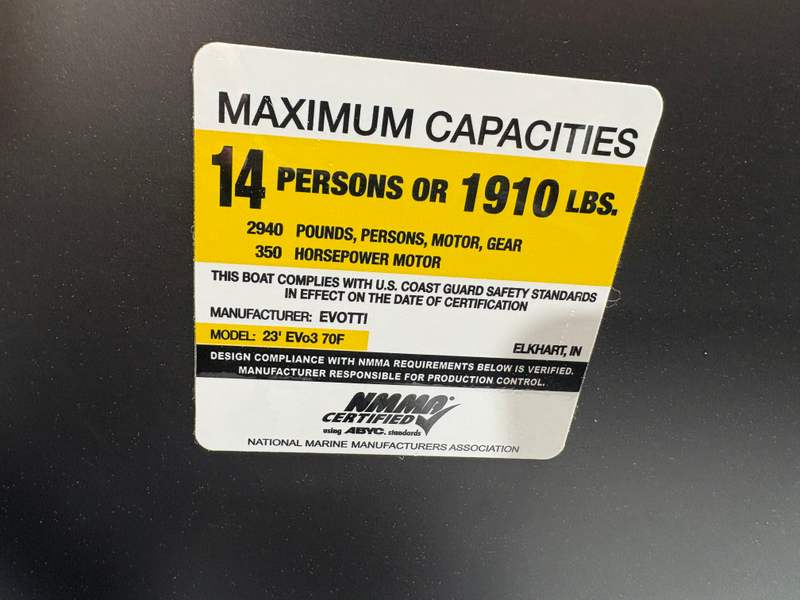 MAXIMUM CAPACITIES
14 PERSONS OR 1910 LBS.
2940 POUNDS, PERSONS, MOTOR, GEAR
350 HORSEPOWER MOTOR
THIS BOAT COMPLIES WITH U.S. COAST GUARD SAFETY STANDARDS
IN EFFECT ON THE DATE OF CERTIFICATION
MANUFACTURER: EVOTTI
MODEL: 23' EVo3 70F ELKHART, IN
DESIGN COMPLIANCE WITH NMMA REQUIREMENTS BELOW IS VERIFIED.
MANUFACTURER RESPONSIBLE FOR PRODUCTION CONTROL.
NMMA®
CERTIFIED
using ABYC. standards
NATIONAL MARINE MANUFACTURERS ASSOCIATION